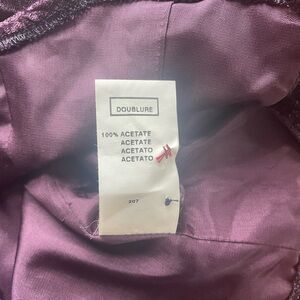 DOUBLURE
100% ACETATE
ACETATE
ACETATO
ACETATO
207